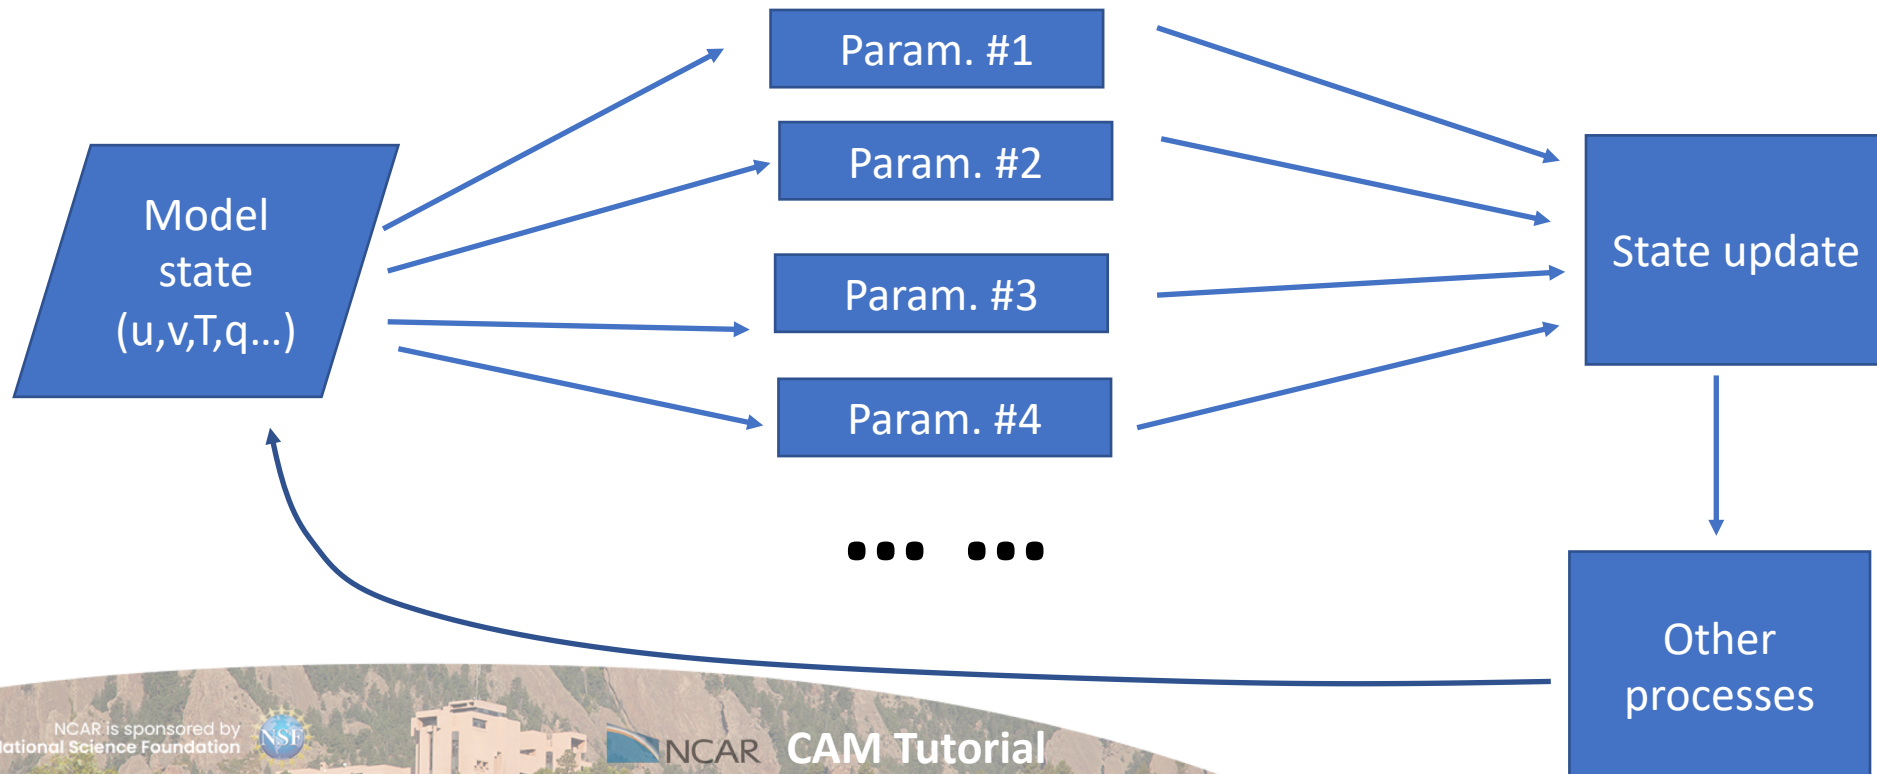 Param. #1
Param. #2
Param. #3
Param. #4
Model
state
(u,v,T,q...)
State update
... ...
Other
processes
NCAR is sponsored by
National Science Foundation
NSF
NCAR
CAM Tutorial